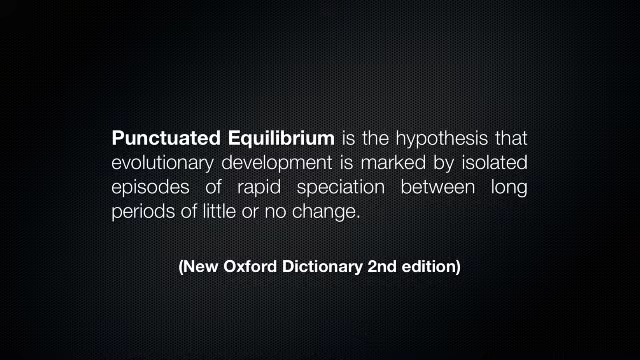 Punctuated Equilibrium is the hypothesis that
evolutionary development is marked by isolated
episodes of rapid speciation between long
periods of little or no change.
(New Oxford Dictionary 2nd edition)